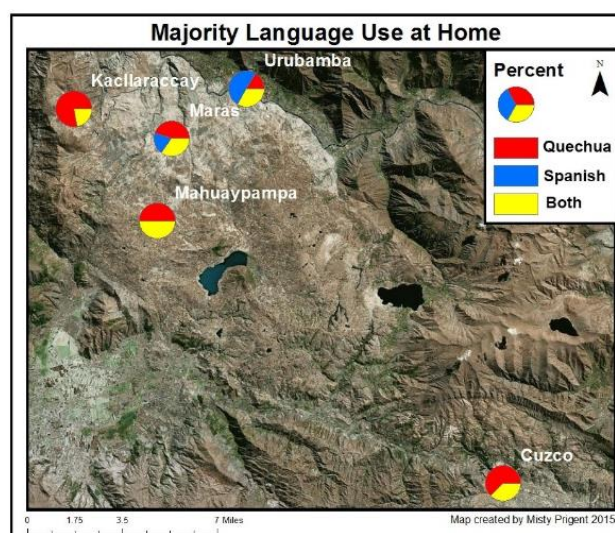 Majority Language Use at Home
Urubamba
Kacllaraccay
Maras
Mahuaypampa
Cuzco
Percent
N
Quechua
Spanish
Both
0 1.75 3.5 7 Miles
Map created by Misty Prigent 2015